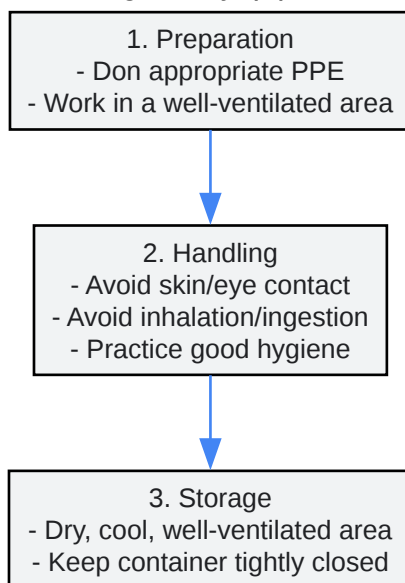 1. Preparation
- Don appropriate PPE
- Work in a well-ventilated area
2. Handling
- Avoid skin/eye contact
- Avoid inhalation/ingestion
- Practice good hygiene
3. Storage
- Dry, cool, well-ventilated area
- Keep container tightly closed